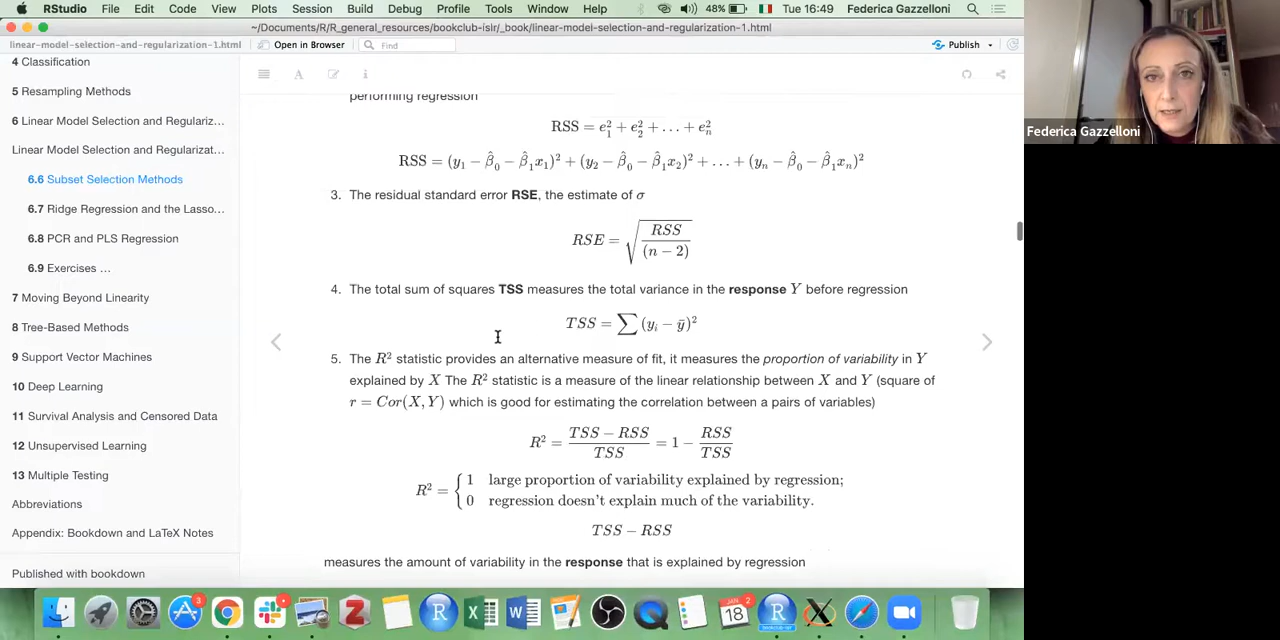 RStudio File Edit Code View Plots Session Build Debug Profile Tools Window Help 48% Tue 16:49 Federica Gazzelloni
~/Documents/R/R_general_resources/bookclub-islr/_book/linear-model-selection-and-regularization-1.html
linear-model-selection-and-regularization-1.html Open in Browser Find Publish
4 Classification
5 Resampling Methods
6 Linear Model Selection and Regulariz...
Linear Model Selection and Regularizat...
6.6 Subset Selection Methods
6.7 Ridge Regression and the Lasso...
6.8 PCR and PLS Regression
6.9 Exercises ...
7 Moving Beyond Linearity
8 Tree-Based Methods
9 Support Vector Machines
10 Deep Learning
11 Survival Analysis and Censored Data
12 Unsupervised Learning
13 Multiple Testing
Abbreviations
Appendix: Bookdown and LaTeX Notes
Published with bookdown
performing regression
RSS = e₁² + e₂² + … + eₙ²
RSS = (y₁ − β̂₀ − β̂₁x₁)² + (y₂ − β̂₀ − β̂₁x₂)² + … + (yₙ − β̂₀ − β̂₁xₙ)²
3. The residual standard error RSE, the estimate of σ
RSE = √(RSS / (n − 2))
4. The total sum of squares TSS measures the total variance in the response Y before regression
TSS = ∑ (yᵢ − ȳ)²
5. The R² statistic provides an alternative measure of fit, it measures the proportion of variability in Y
explained by X The R² statistic is a measure of the linear relationship between X and Y (square of
r = Cor(X, Y) which is good for estimating the correlation between a pairs of variables)
R² = (TSS − RSS) / TSS = 1 − RSS / TSS
R² = { 1 large proportion of variability explained by regression;
0 regression doesn't explain much of the variability.
TSS − RSS
measures the amount of variability in the response that is explained by regression
Federica Gazzelloni
3
JAN
18
2